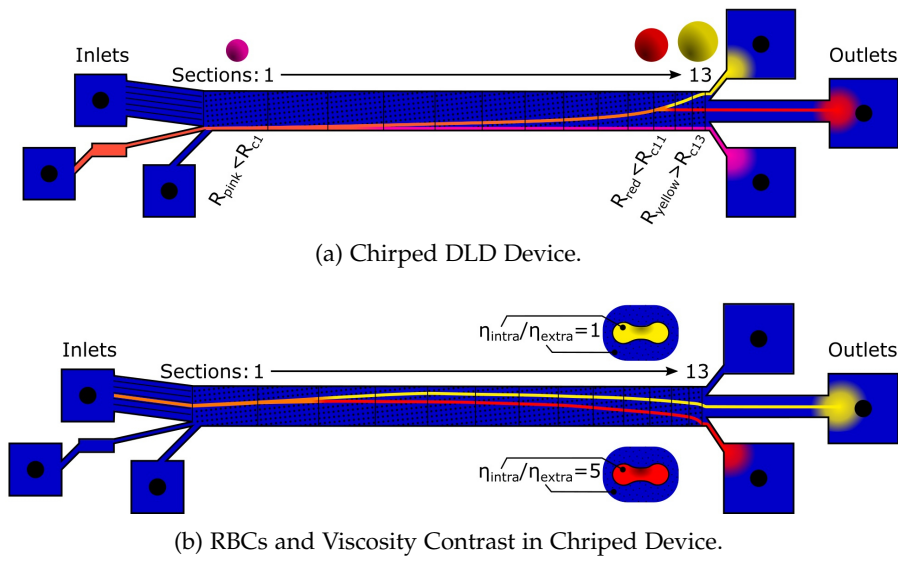 Inlets
Outlets
Sections: 1
13
R_pink<R_c1
R_red<R_c11
R_yellow>R_c13
(a) Chirped DLD Device.
η_intra/η_extra=1
Inlets
Outlets
Sections: 1
13
η_intra/η_extra=5
(b) RBCs and Viscosity Contrast in Chriped Device.